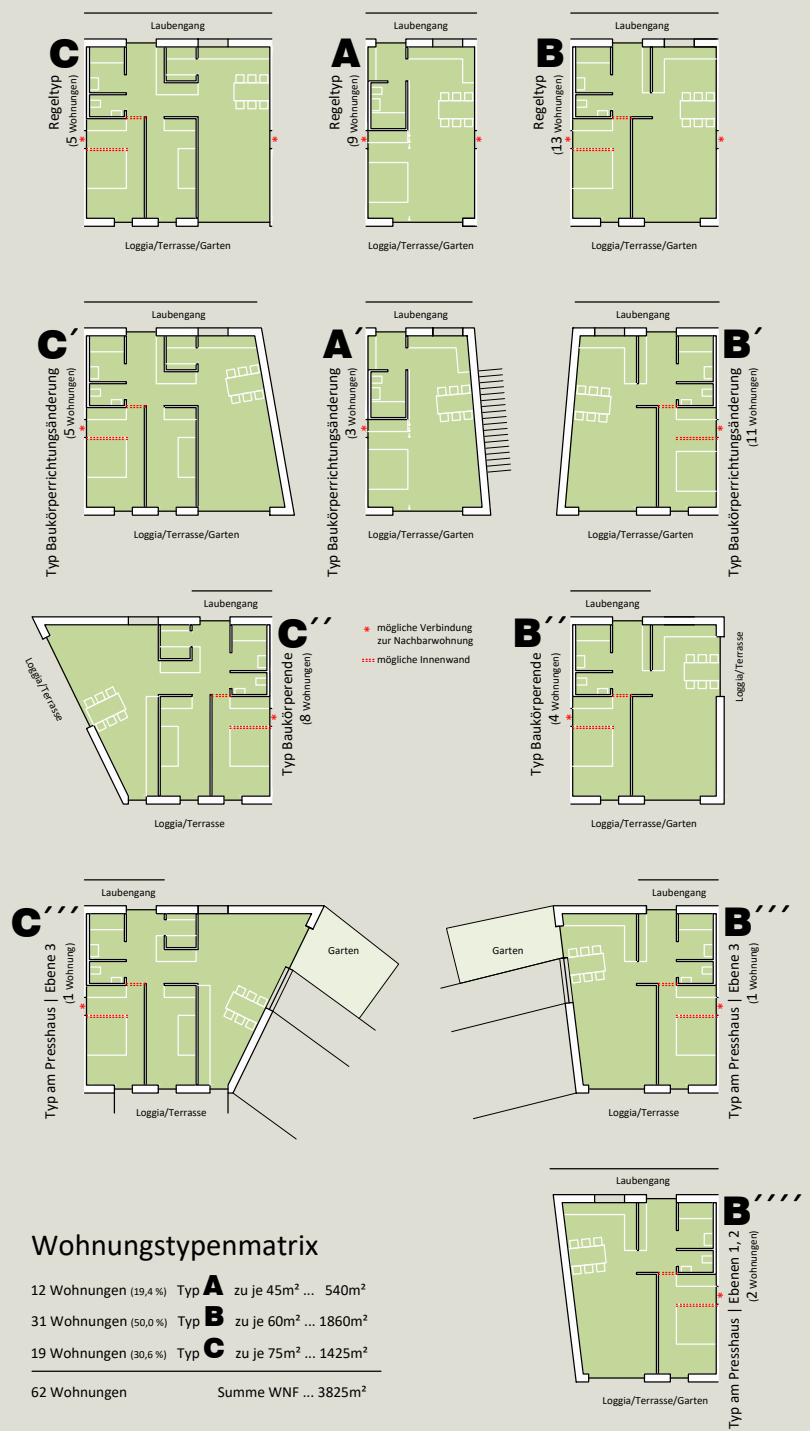 Laubengang
C
Regeltyp
(5 Wohnungen)
Loggia/Terrasse/Garten
Laubengang
A
Regeltyp
(9 Wohnungen)
Loggia/Terrasse/Garten
Laubengang
B
Regeltyp
(13 Wohnungen)
Loggia/Terrasse/Garten
Laubengang
C´
Typ Baukörperrichtungsänderung
(5 Wohnungen)
Loggia/Terrasse/Garten
Laubengang
A´
Typ Baukörperrichtungsänderung
(3 Wohnungen)
Loggia/Terrasse/Garten
Laubengang
B´
Typ Baukörperrichtungsänderung
(11 Wohnungen)
Loggia/Terrasse/Garten
Laubengang
C´´
Typ Baukörperende
(8 Wohnungen)
Loggia/Terrasse
Loggia/Terrasse
* mögliche Verbindung
zur Nachbarwohnung
mögliche Innenwand
Laubengang
B´´
Typ Baukörperende
(4 Wohnungen)
Loggia/Terrasse
Loggia/Terrasse/Garten
Laubengang
C´´´
Typ am Presshaus | Ebene 3
(1 Wohnung)
Garten
Loggia/Terrasse
Laubengang
B´´´
Typ am Presshaus | Ebene 3
(1 Wohnung)
Garten
Loggia/Terrasse
Laubengang
B´´´´
Typ am Presshaus | Ebenen 1, 2
(2 Wohnungen)
Loggia/Terrasse/Garten
Wohnungstypenmatrix
12 Wohnungen (19,4 %) Typ A zu je 45m² ... 540m²
31 Wohnungen (50,0 %) Typ B zu je 60m² ... 1860m²
19 Wohnungen (30,6 %) Typ C zu je 75m² ... 1425m²
62 Wohnungen Summe WNF ... 3825m²